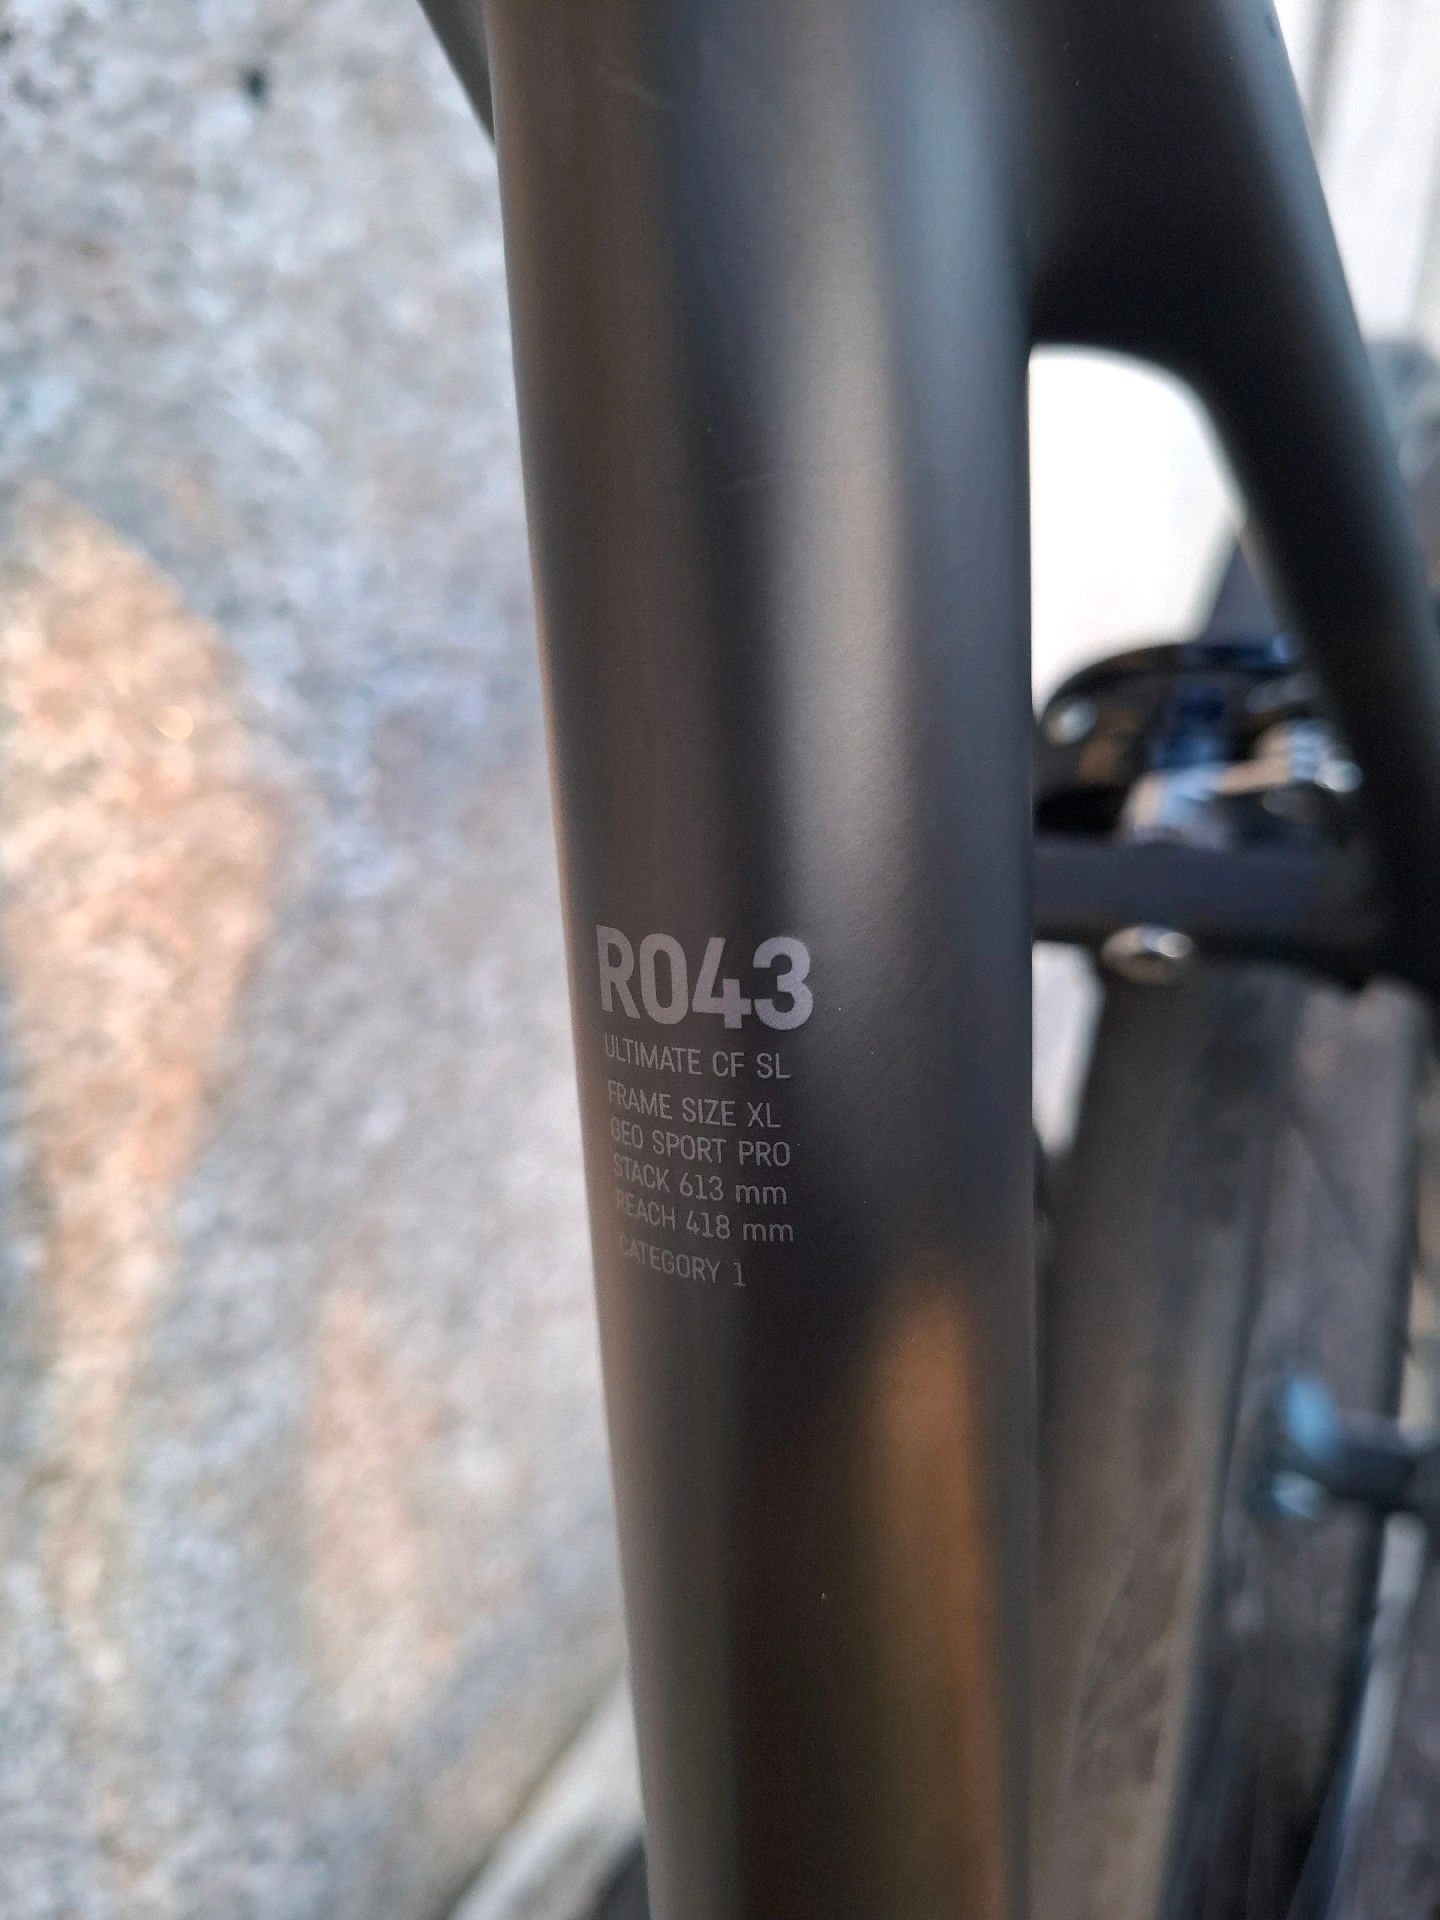 R043
ULTIMATE CF SL
FRAME SIZE XL
GEO SPORT PRO
STACK 613 mm
REACH 418 mm
CATEGORY 1